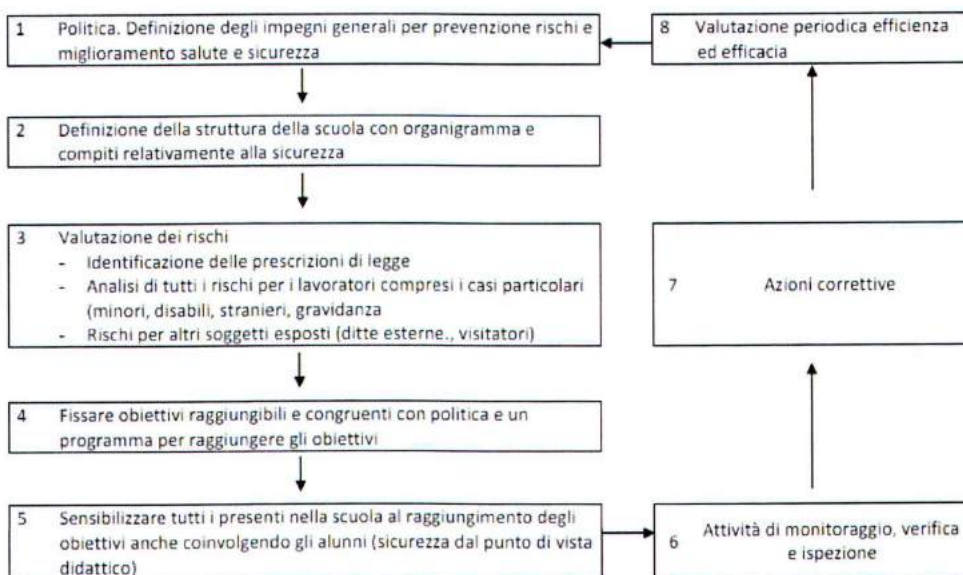 1 Politica. Definizione degli impegni generali per prevenzione rischi e
miglioramento salute e sicurezza
2 Definizione della struttura della scuola con organigramma e
compiti relativamente alla sicurezza
3 Valutazione dei rischi
- Identificazione delle prescrizioni di legge
- Analisi di tutti i rischi per i lavoratori compresi i casi particolari
(minori, disabili, stranieri, gravidanza
- Rischi per altri soggetti esposti (ditte esterne., visitatori)
4 Fissare obiettivi raggiungibili e congruenti con politica e un
programma per raggiungere gli obiettivi
5 Sensibilizzare tutti i presenti nella scuola al raggiungimento degli
obiettivi anche coinvolgendo gli alunni (sicurezza dal punto di vista
didattico)
6 Attività di monitoraggio, verifica
e ispezione
7 Azioni correttive
8 Valutazione periodica efficienza
ed efficacia